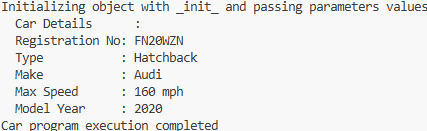 Initializing object with _init_ and passing parameters values
Car Details    :
Registration No: FN20WZN
Type           : Hatchback
Make           : Audi
Max Speed      : 160 mph
Model Year     : 2020
Car program execution completed